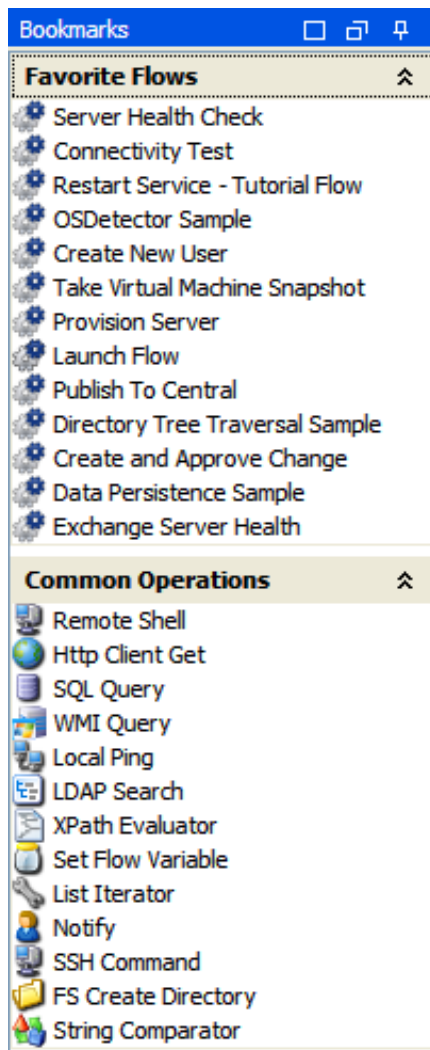 Bookmarks
Favorite Flows
Server Health Check
Connectivity Test
Restart Service - Tutorial Flow
OSDetector Sample
Create New User
Take Virtual Machine Snapshot
Provision Server
Launch Flow
Publish To Central
Directory Tree Traversal Sample
Create and Approve Change
Data Persistence Sample
Exchange Server Health
Common Operations
Remote Shell
Http Client Get
SQL Query
WMI Query
Local Ping
LDAP Search
XPath Evaluator
Set Flow Variable
List Iterator
Notify
SSH Command
FS Create Directory
String Comparator